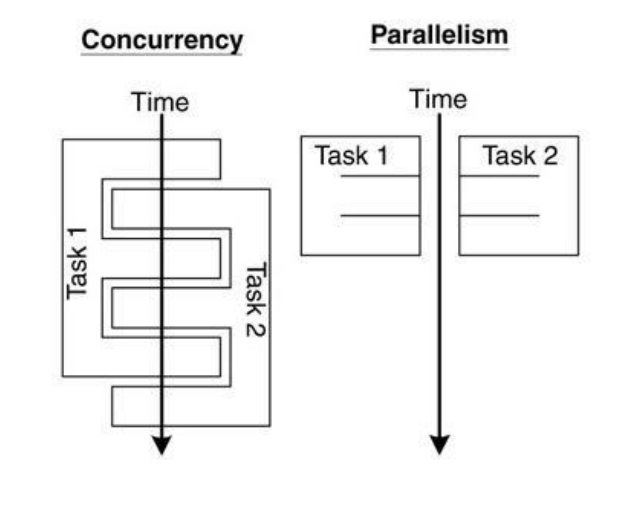 Concurrency
Time
Task 1
Task 2
Parallelism
Time
Task 1
Task 2